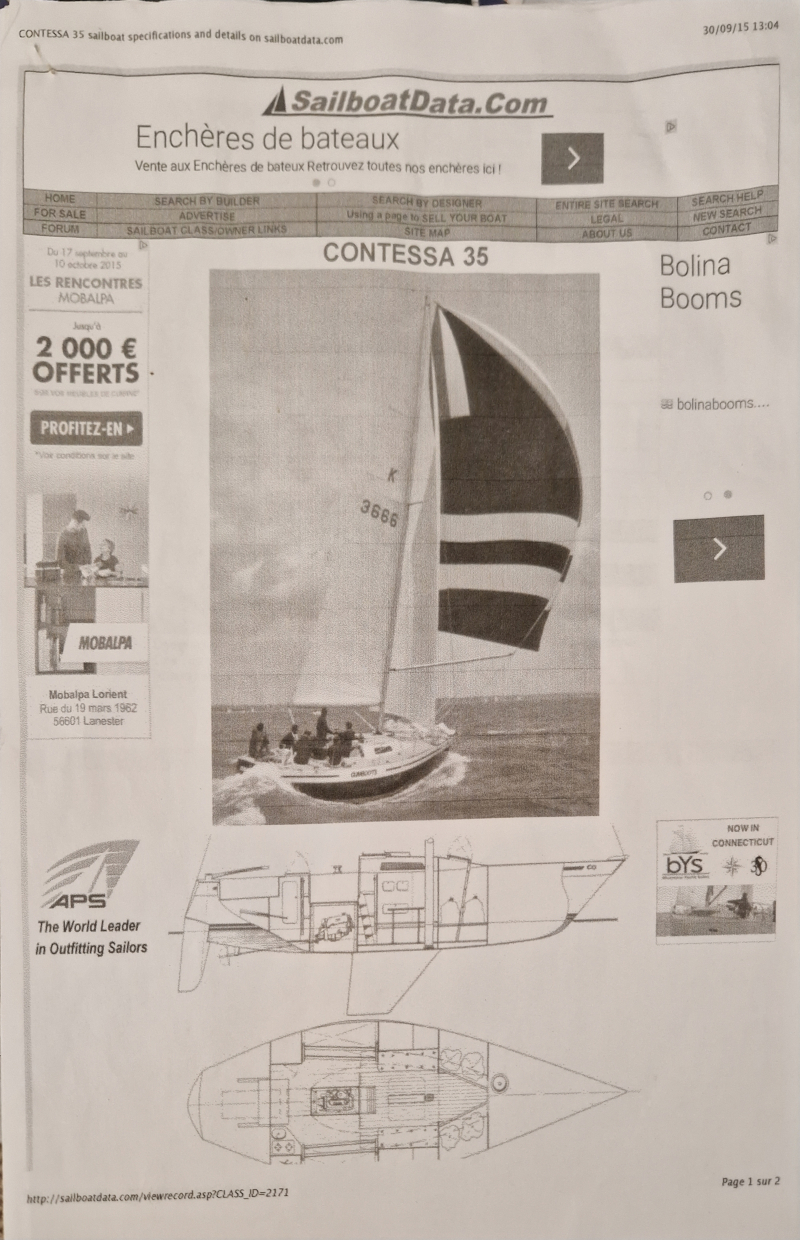 CONTESSA 35 sailboat specifications and details on sailboatdata.com
30/09/15 13:04
SailboatData.Com
Enchères de bateaux
Vente aux Enchères de bateux Retrouvez toutes nos enchères ici !
HOME
SEARCH BY BUILDER
SEARCH BY DESIGNER
ENTIRE SITE SEARCH
SEARCH HELP
FOR SALE
ADVERTISE
Using a page to SELL YOUR BOAT
LEGAL
NEW SEARCH
FORUM
SAILBOAT CLASS/OWNER LINKS
SITE MAP
ABOUT US
CONTACT
Du 17 septembre au
10 octobre 2015
LES RENCONTRES
MOBALPA
Jusqu'à
2 000 €
OFFERTS
PROFITEZ-EN
*Voir conditions sur le site
MOBALPA
Mobalpa Lorient
Rue du 19 mars 1962
56601 Lanester
CONTESSA 35
K
3666
Bolina
Booms
bolinabooms....
APS
The World Leader
in Outfitting Sailors
NOW IN
CONNECTICUT
bYs
http://sailboatdata.com/viewrecord.asp?CLASS_ID=2171
Page 1 sur 2